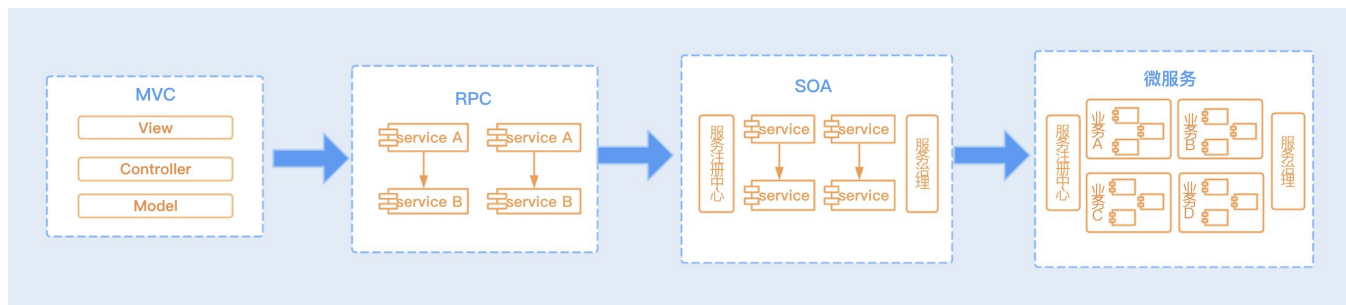 MVC
View
Controller
Model
RPC
service A
service A
service B
service B
SOA
服务注册中心
service
service
service
service
服务治理
微服务
服务注册中心
业务A
业务B
业务C
业务D
服务治理